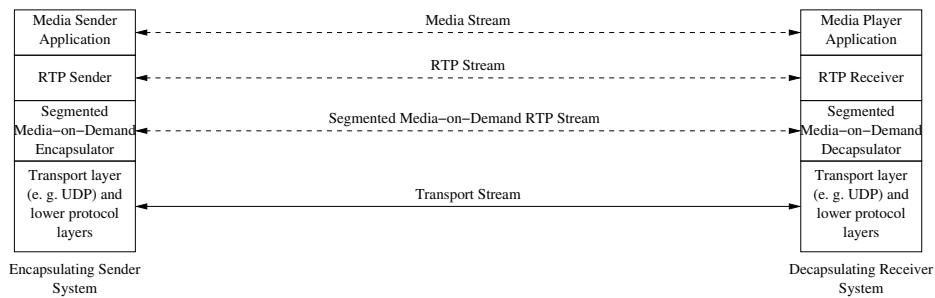 Media Sender
Application
Media Stream
Media Player
Application
RTP Sender
RTP Stream
RTP Receiver
Segmented
Media−on−Demand
Encapsulator
Segmented Media−on−Demand RTP Stream
Segmented
Media−on−Demand
Decapsulator
Transport layer
(e. g. UDP) and
lower protocol
layers
Transport Stream
Transport layer
(e. g. UDP) and
lower protocol
layers
Encapsulating Sender
System
Decapsulating Receiver
System